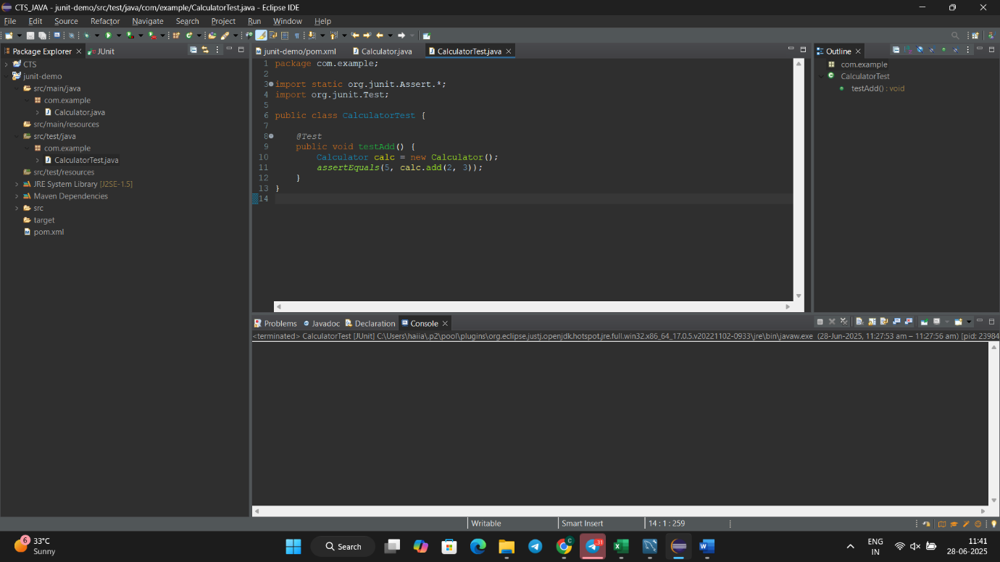 CTS_JAVA - junit-demo/src/test/java/com/example/CalculatorTest.java - Eclipse IDE
File Edit Source Refactor Navigate Search Project Run Window Help
Package Explorer
JUnit
CTS
junit-demo
src/main/java
com.example
Calculator.java
src/main/resources
src/test/java
com.example
CalculatorTest.java
src/test/resources
JRE System Library [J2SE-1.5]
Maven Dependencies
src
target
pom.xml
junit-demo/pom.xml Calculator.java CalculatorTest.java
1 package com.example;
2
3 import static org.junit.Assert.*;
4 import org.junit.Test;
5
6 public class CalculatorTest {
7
8 @Test
9 public void testAdd() {
10 Calculator calc = new Calculator();
11 assertEquals(5, calc.add(2, 3));
12 }
13 }
14
Outline
com.example
CalculatorTest
testAdd() : void
Problems Javadoc Declaration Console
<terminated> CalculatorTest [JUnit] C:\Users\haiia\.p2\pool\plugins\org.eclipse.justj.openjdk.hotspot.jre.full.win32.x86_64_17.0.5.v20221102-0933\jre\bin\javaw.exe (28-Jun-2025, 11:27:53 am – 11:27:56 am) [pid: 23984
Writable Smart Insert 14 : 1 : 259
6
33°C
Sunny
Search
C
31
ENG
IN
11:41
28-06-2025